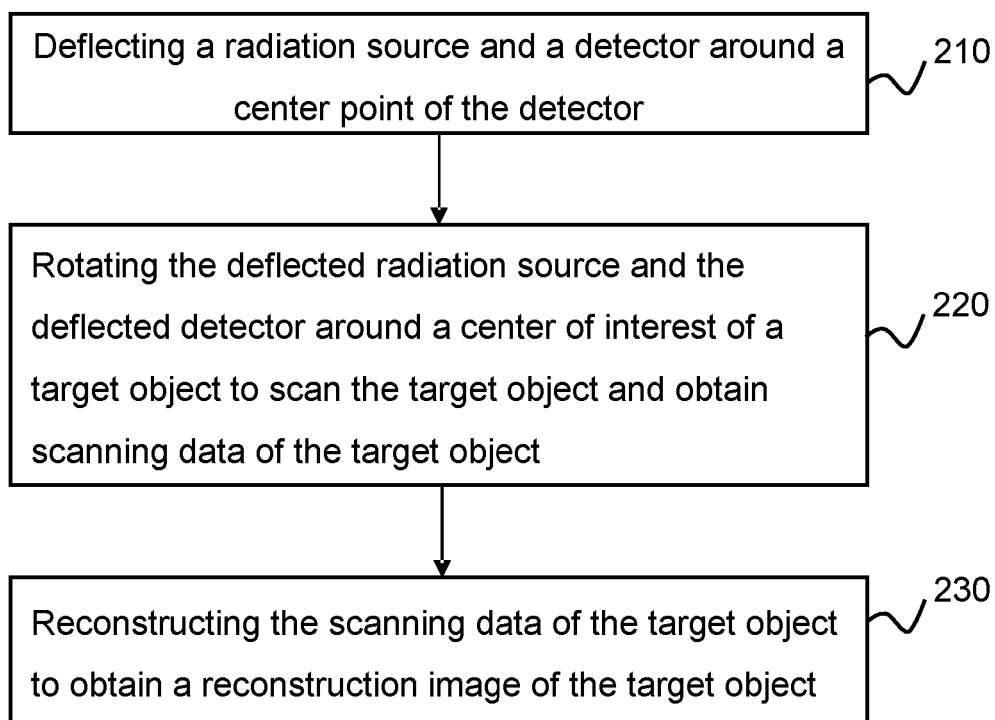 Deflecting a radiation source and a detector around a
center point of the detector
210
Rotating the deflected radiation source and the
deflected detector around a center of interest of a
target object to scan the target object and obtain
scanning data of the target object
220
Reconstructing the scanning data of the target object
to obtain a reconstruction image of the target object
230